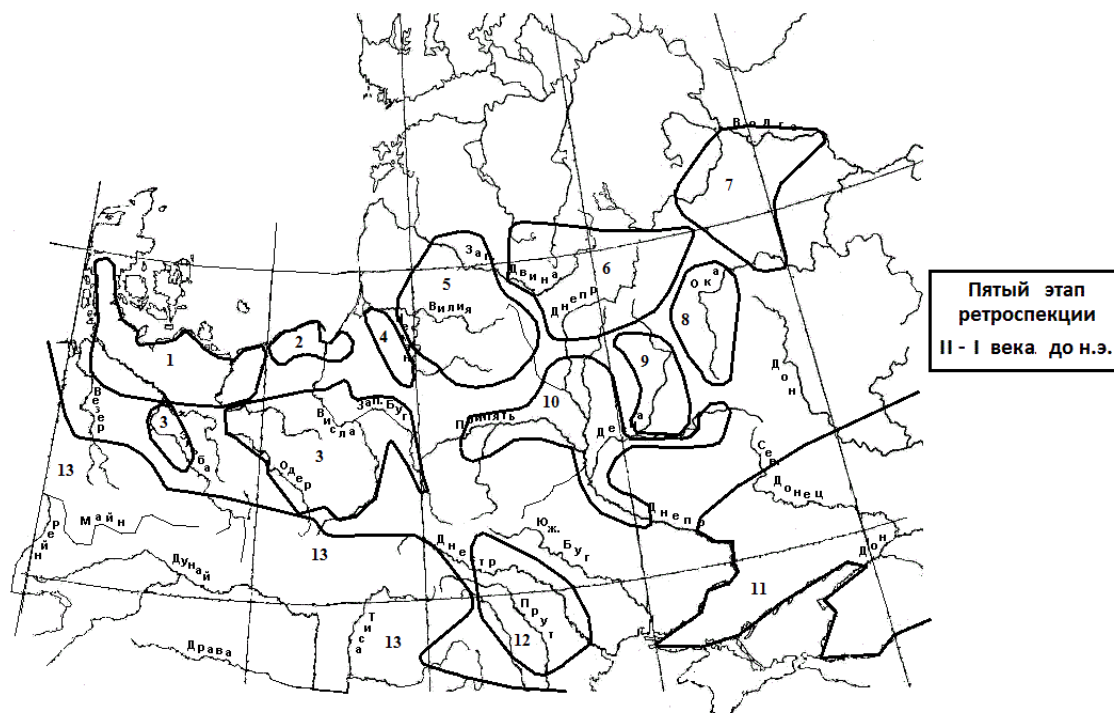 Волга
7
Зап.
Двина
6
5
Ока
Вилия
Днепр
8
2
4
1
9
Дон
Везер
3
Эльба
Висла
Зап. Буг
Припять
10
Сев.
Донец
3
Одер
13
Майн
Рейн
Днепр
Юж.
Буг
Днестр
Дон
13
Дунай
11
Прут
Тиса
13
12
Драва
Пятый этап
ретроспекции
II - I века до н.э.